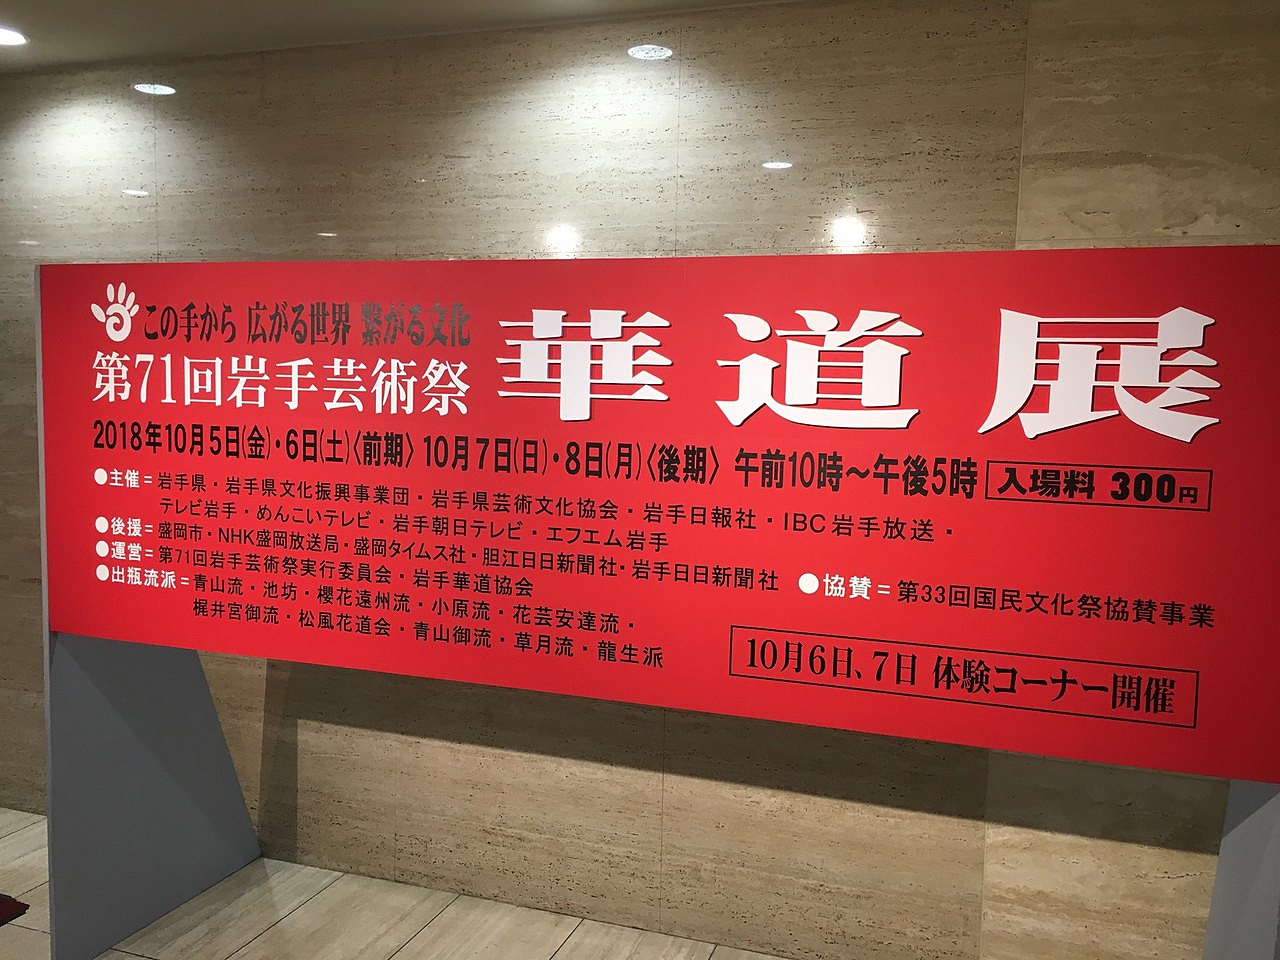 この手から 広がる世界 繋がる文化
第71回岩手芸術祭
華道展
2018年10月5日(金)・6日(土)〈前期〉 10月7日(日)・8日(月)〈後期〉 午前10時～午後5時 入場料 300円
●主催=岩手県・岩手県文化振興事業団・岩手県芸術文化協会・岩手日報社・IBC岩手放送・
テレビ岩手・めんこいテレビ・岩手朝日テレビ・エフエム岩手
●後援=盛岡市・NHK盛岡放送局・盛岡タイムス社・胆江日日新聞社・岩手日日新聞社
●協賛=第33回国民文化祭協賛事業
●運営=第71回岩手芸術祭実行委員会・岩手華道協会
●出瓶流派=青山流・池坊・櫻花遠州流・小原流・花芸安達流・
梶井宮御流・松風花道会・青山御流・草月流・龍生派
10月6日、7日 体験コーナー開催